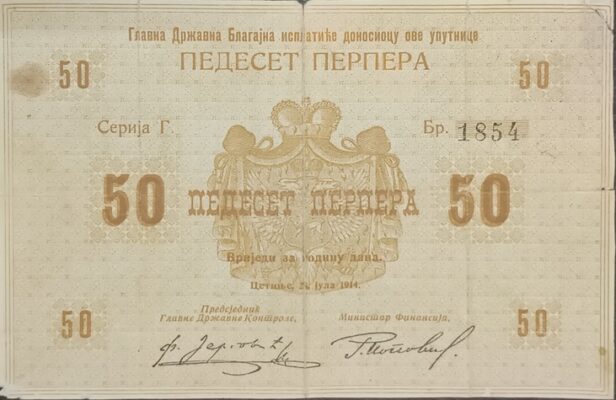 Главна Државна Благајна исплатиће доносиоцу ове упутнице
ПЕДЕСЕТ ПЕРПЕРА
50 50
Серија Г. Бр. 1854
50 ПЕДЕСЕТ ПЕРПЕРА 50
Вриједи за годину дана.
Цетиње, јула 1914.
Предсједник
Главне Државне Контроле, Министар Финансија,
50 50